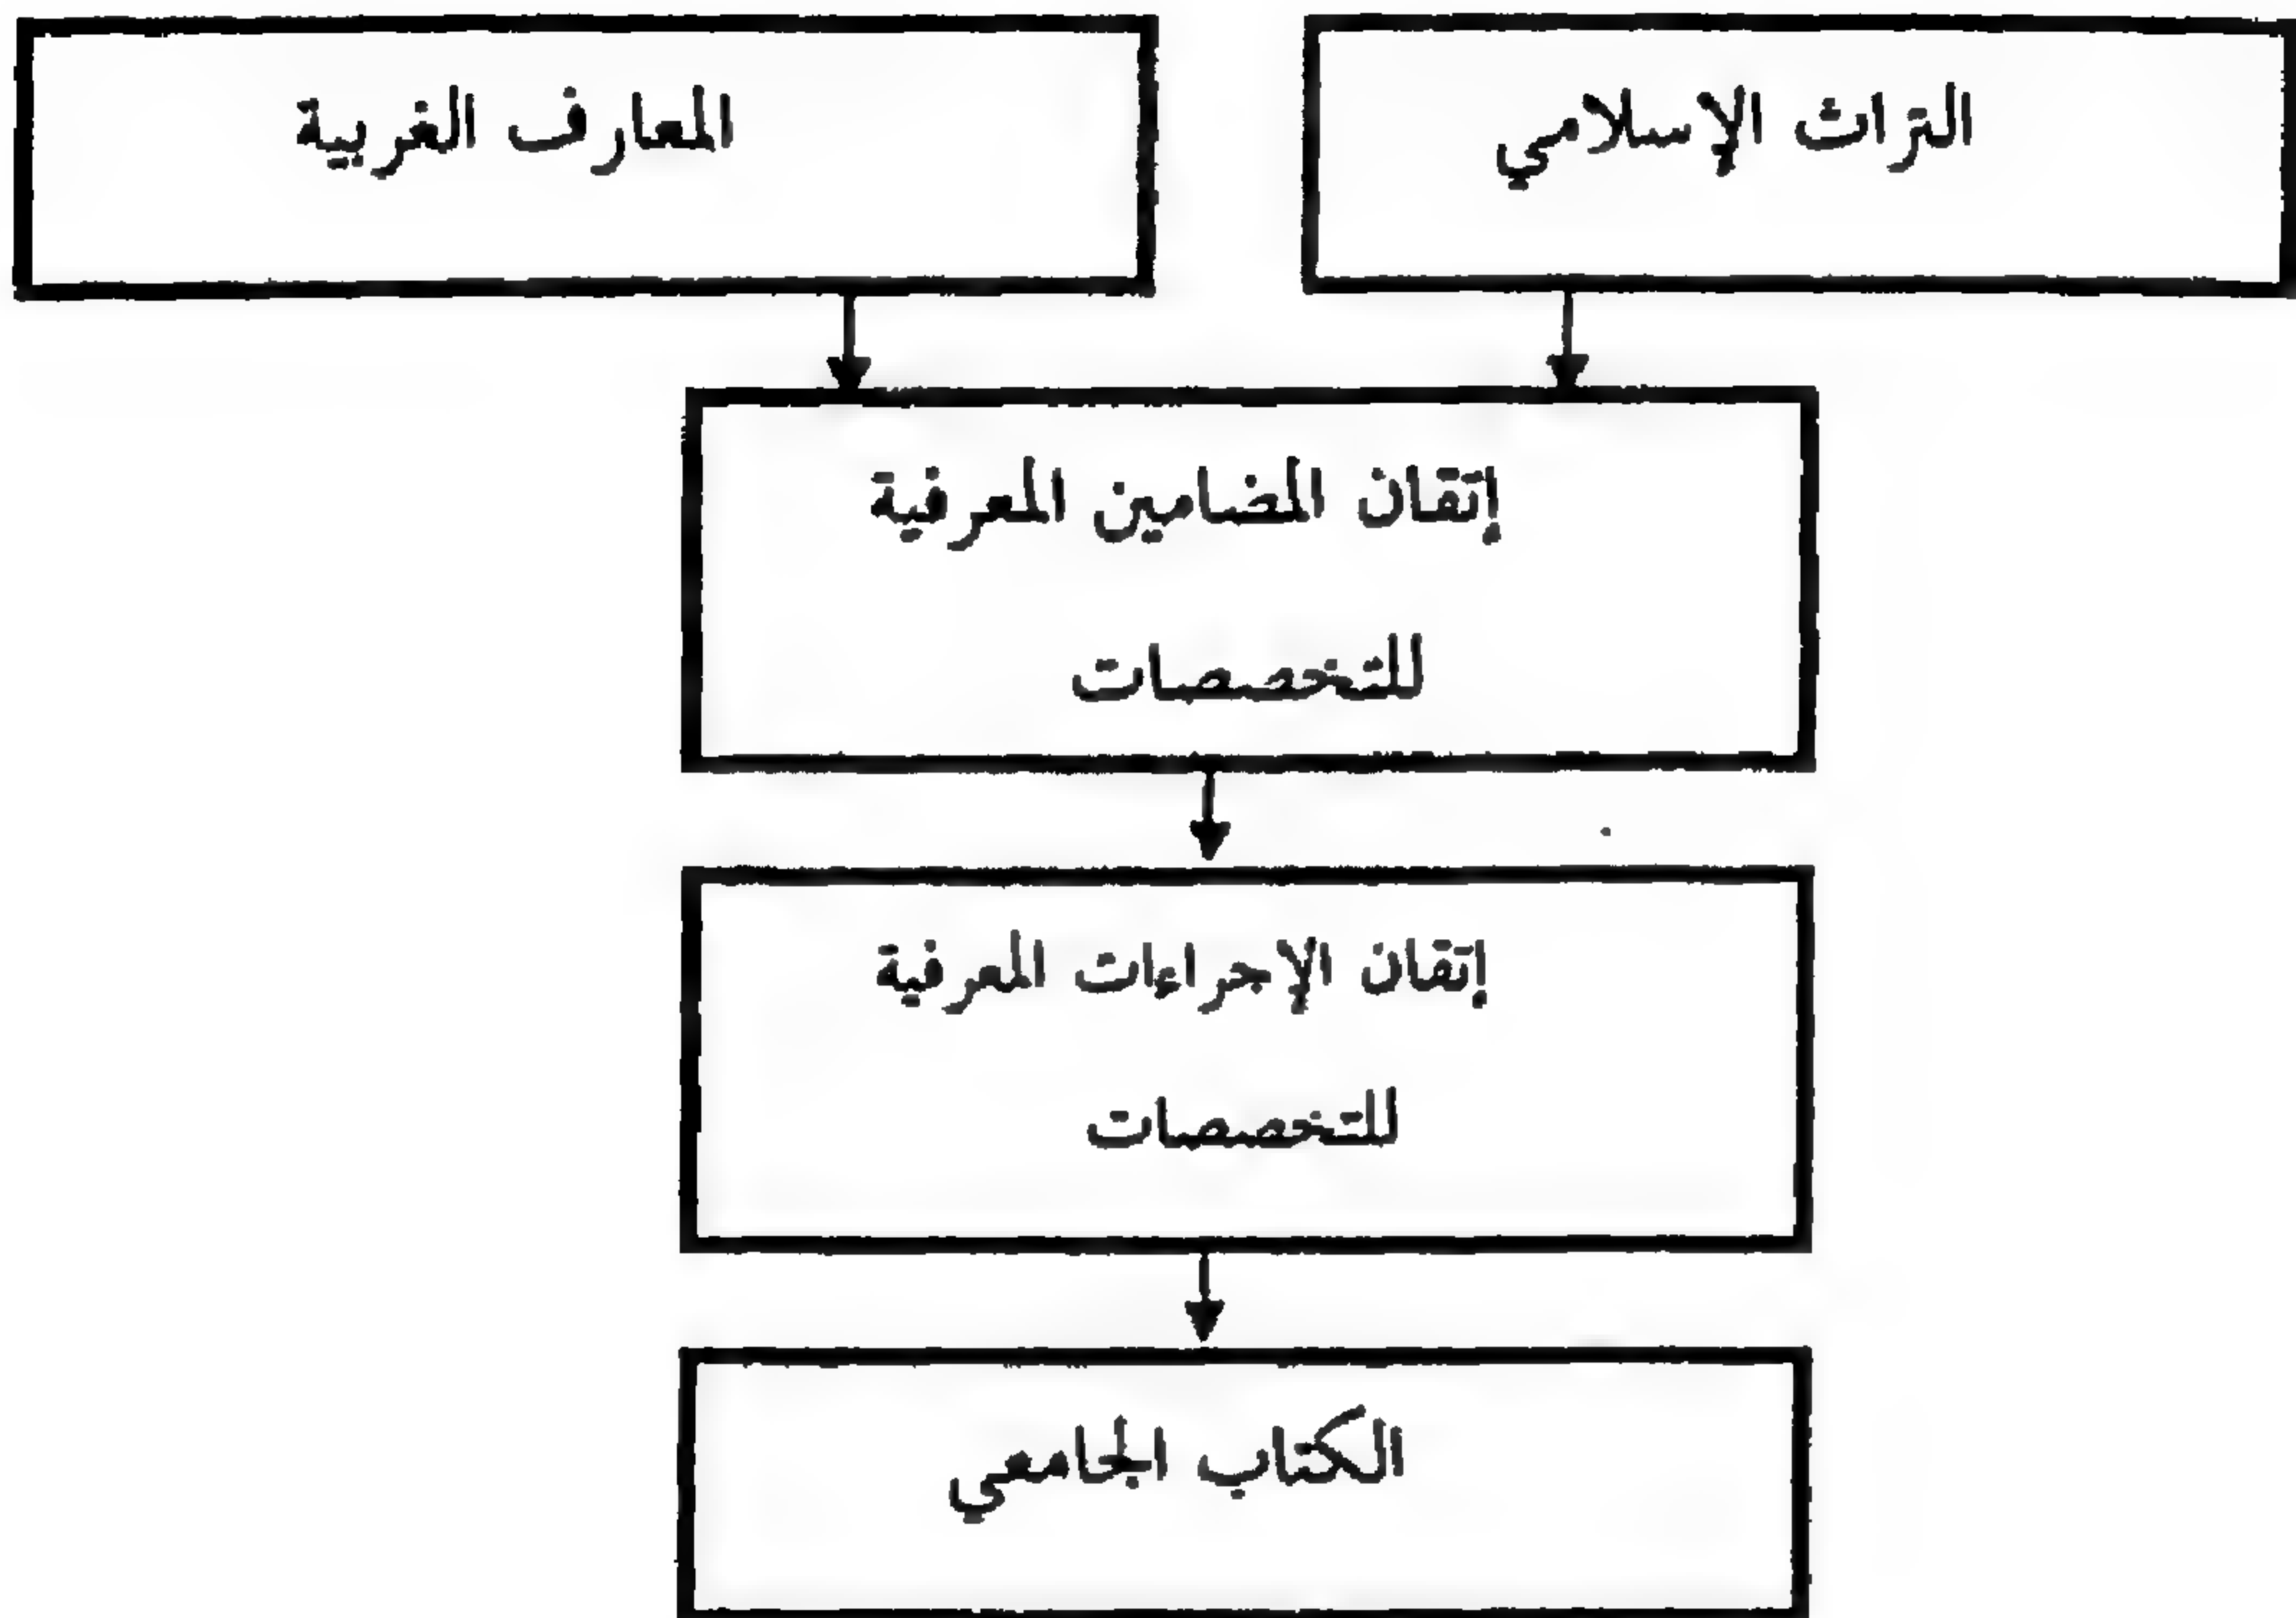 التراث الإسلامي
المعارف الغربية
إتقان المضامين المعرفية
للتخصصات
إتقان الإجراءات المعرفية
للتخصصات
الكتاب الجامعي